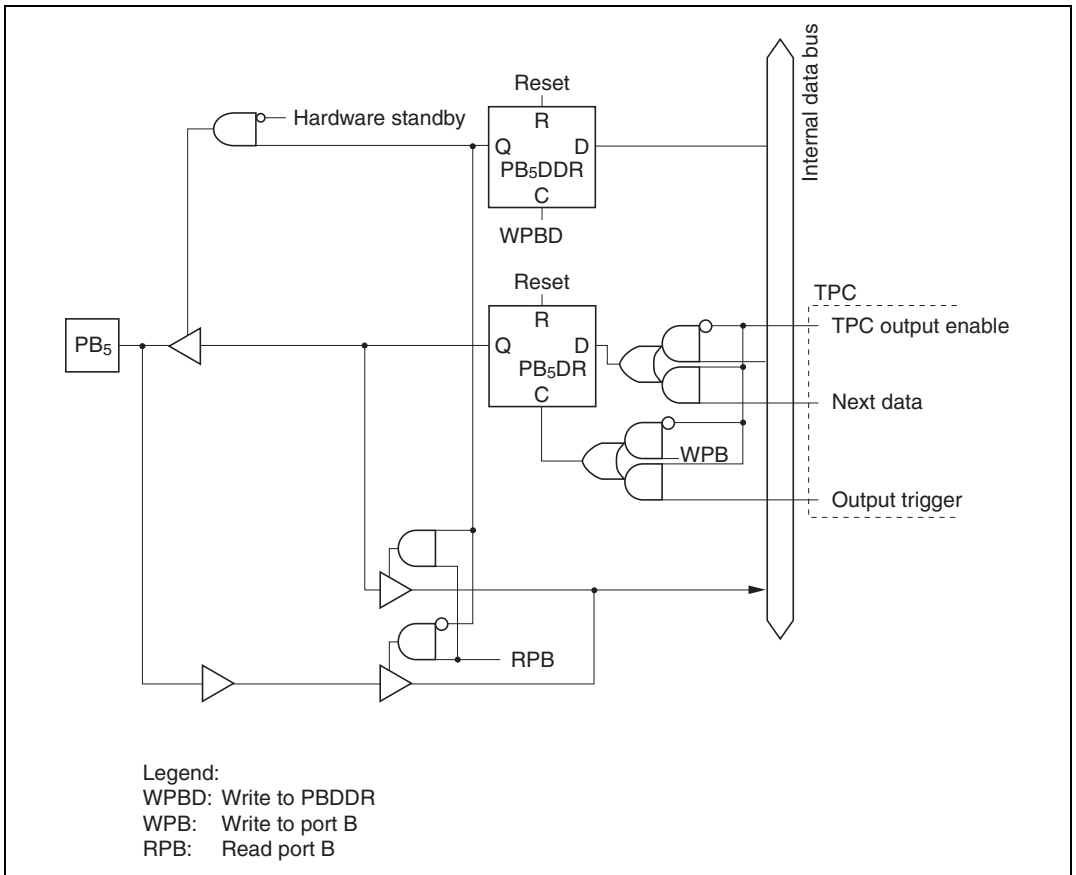 Internal data bus
Reset
Hardware standby
R
Q D
PB₅DDR
C
WPBD
Reset
TPC
R
TPC output enable
PB₅
Q D
PB₅DR
C
Next data
WPB
Output trigger
RPB
Legend:
WPBD: Write to PBDDR
WPB: Write to port B
RPB: Read port B